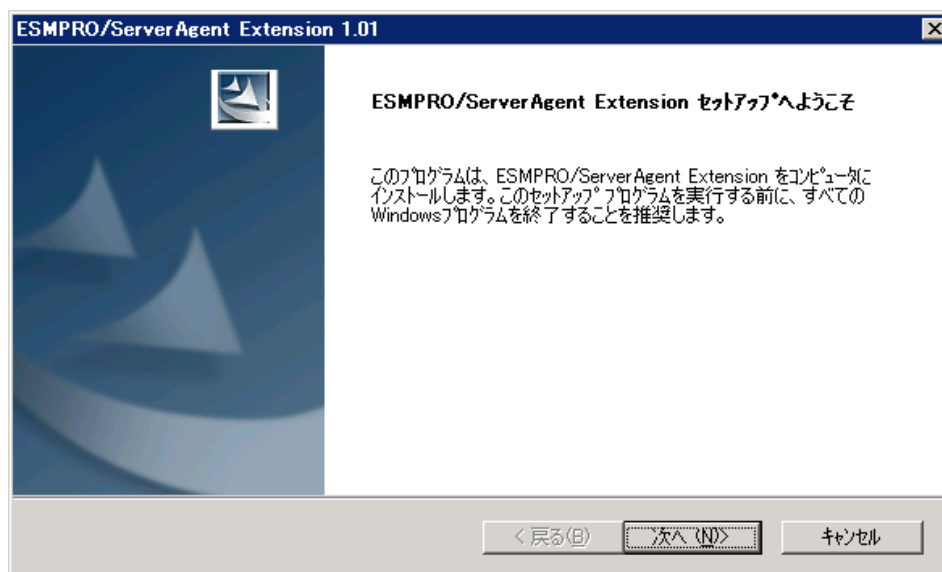 ESMPRO/ServerAgent Extension 1.01
ESMPRO/ServerAgent Extension ｾｯﾄｱｯﾌﾟへようこそ
このﾌﾟﾛｸﾞﾗﾑは、ESMPRO/ServerAgent Extension をｺﾝﾋﾟｭｰﾀに
ｲﾝｽﾄｰﾙします。このｾｯﾄｱｯﾌﾟ ﾌﾟﾛｸﾞﾗﾑを実行する前に、すべての
Windowsﾌﾟﾛｸﾞﾗﾑを終了することを推奨します。
< 戻る(B)
次へ (N)>
ｷｬﾝｾﾙ